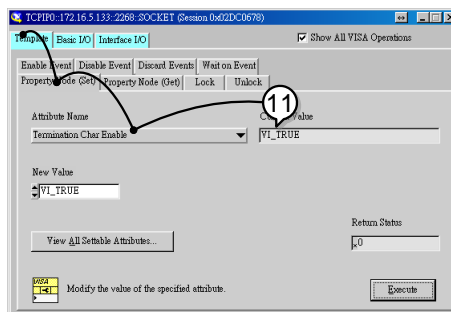 TCPIP0::172.16.5.133::2268::SOCKET (Session 0x02DC0678)
Template Basic I/O Interface I/O
Show All VISA Operations
Enable Event Disable Event Discard Events Wait on Event
Property Node (Set) Property Node (Get) Lock Unlock
11
Attribute Name
Value
Termination Char Enable
VI_TRUE
New Value
VI_TRUE
Return Status
View All Settable Attributes...
0
VISA
Modify the value of the specified attribute.
Execute